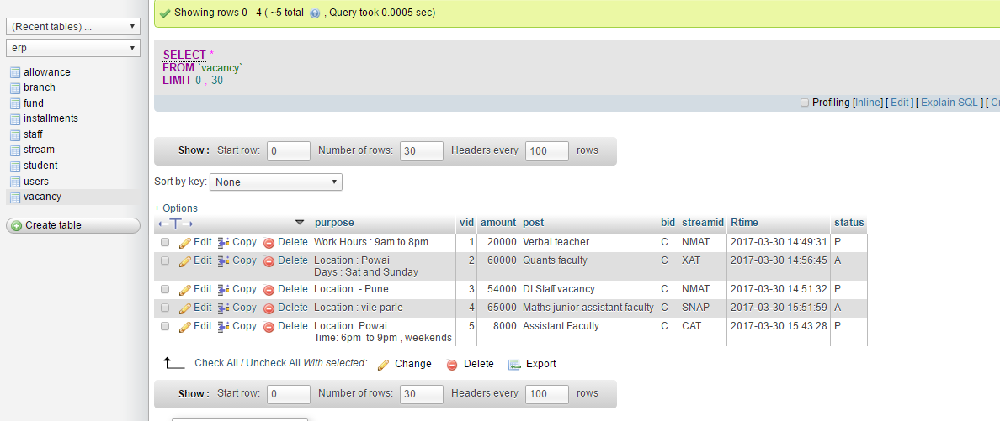 Showing rows 0 - 4 ( ~5 total , Query took 0.0005 sec)
(Recent tables) ...
erp
allowance
branch
fund
installments
staff
stream
student
users
vacancy
Create table
SELECT *
FROM `vacancy`
LIMIT 0 , 30
Profiling [Inline] [ Edit ] [ Explain SQL ] [ Cr
Show : Start row: 0 Number of rows: 30 Headers every 100 rows
Sort by key: None
+ Options
←T→ purpose vid amount post bid streamid Rtime status
Edit Copy Delete Work Hours : 9am to 8pm 1 20000 Verbal teacher C NMAT 2017-03-30 14:49:31 P
Edit Copy Delete Location : Powai 2 60000 Quants faculty C XAT 2017-03-30 14:56:45 A
Days : Sat and Sunday
Edit Copy Delete Location :- Pune 3 54000 DI Staff vacancy C NMAT 2017-03-30 14:51:32 P
Edit Copy Delete Location : vile parle 4 65000 Maths junior assistant faculty C SNAP 2017-03-30 15:51:59 A
Edit Copy Delete Location: Powai 5 8000 Assistant Faculty C CAT 2017-03-30 15:43:28 P
Time: 6pm to 9pm , weekends
Check All / Uncheck All With selected: Change Delete Export
Show : Start row: 0 Number of rows: 30 Headers every 100 rows